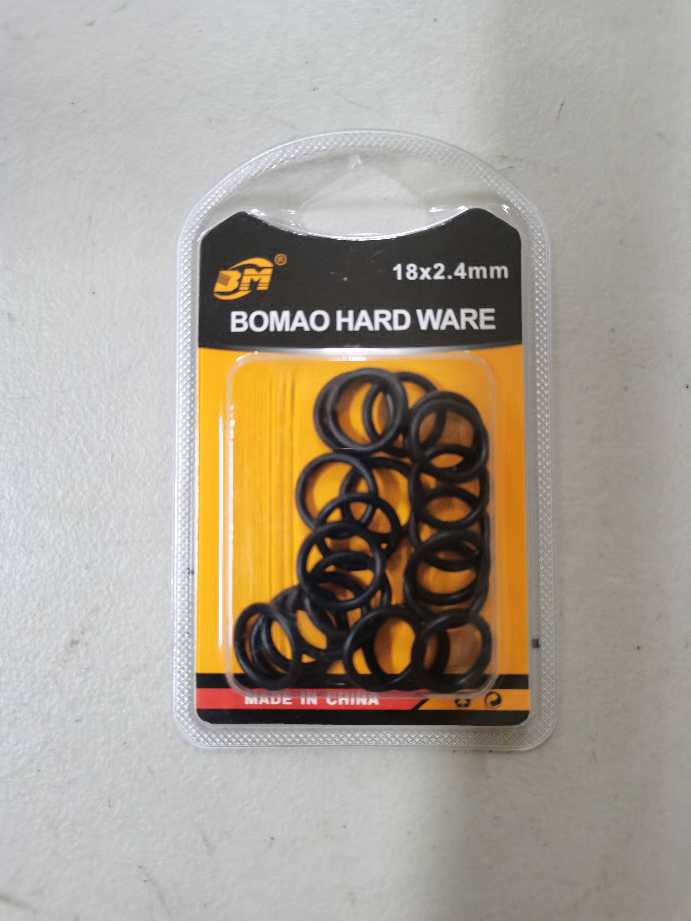 BM®
18x2.4mm
BOMAO HARD WARE
MADE IN CHINA